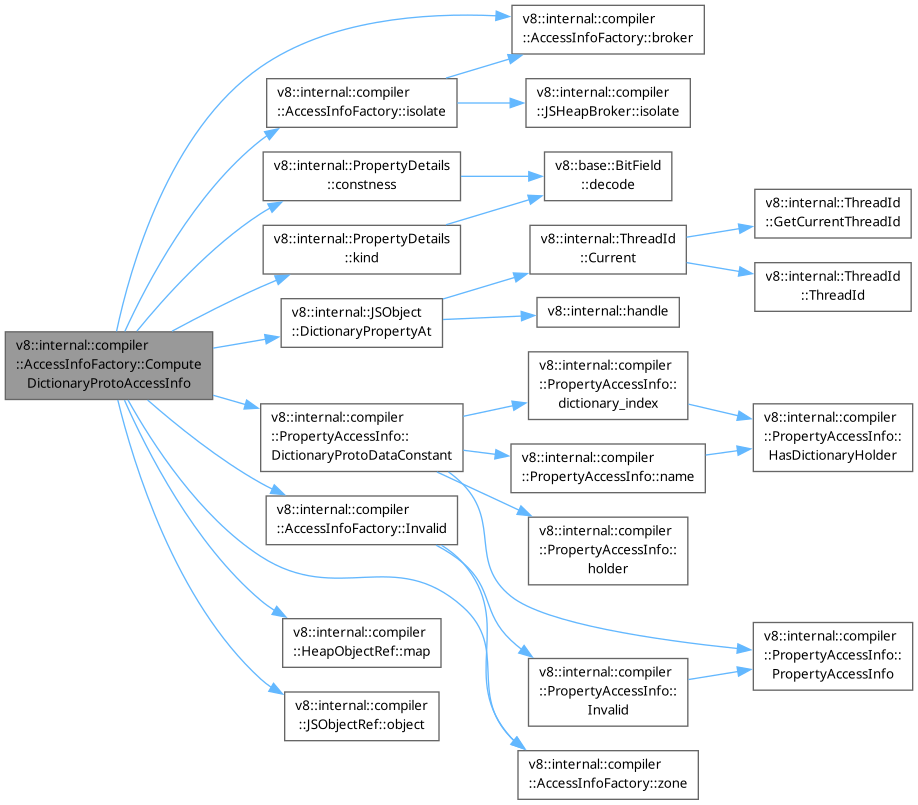 v8::internal::compiler
::AccessInfoFactory::Compute
DictionaryProtoAccessInfo
v8::internal::compiler
::AccessInfoFactory::broker
v8::internal::compiler
::AccessInfoFactory::isolate
v8::internal::compiler
::JSHeapBroker::isolate
v8::internal::PropertyDetails
::constness
v8::base::BitField
::decode
v8::internal::PropertyDetails
::kind
v8::internal::JSObject
::DictionaryPropertyAt
v8::internal::ThreadId
::Current
v8::internal::ThreadId
::GetCurrentThreadId
v8::internal::ThreadId
::ThreadId
v8::internal::handle
v8::internal::compiler
::PropertyAccessInfo::
DictionaryProtoDataConstant
v8::internal::compiler
::PropertyAccessInfo::
dictionary_index
v8::internal::compiler
::PropertyAccessInfo::
HasDictionaryHolder
v8::internal::compiler
::PropertyAccessInfo::name
v8::internal::compiler
::PropertyAccessInfo::
holder
v8::internal::compiler
::PropertyAccessInfo::
PropertyAccessInfo
v8::internal::compiler
::AccessInfoFactory::Invalid
v8::internal::compiler
::PropertyAccessInfo::
Invalid
v8::internal::compiler
::AccessInfoFactory::zone
v8::internal::compiler
::HeapObjectRef::map
v8::internal::compiler
::JSObjectRef::object